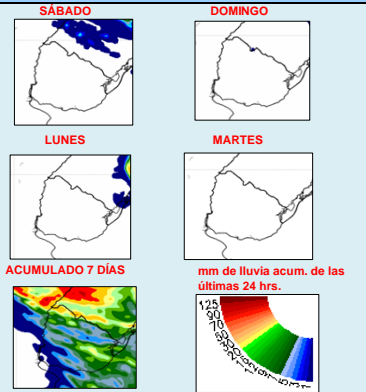 SÁBADO
DOMINGO
LUNES
MARTES
ACUMULADO 7 DÍAS
mm de lluvia acum. de las
últimas 24 hrs.
125
90
70